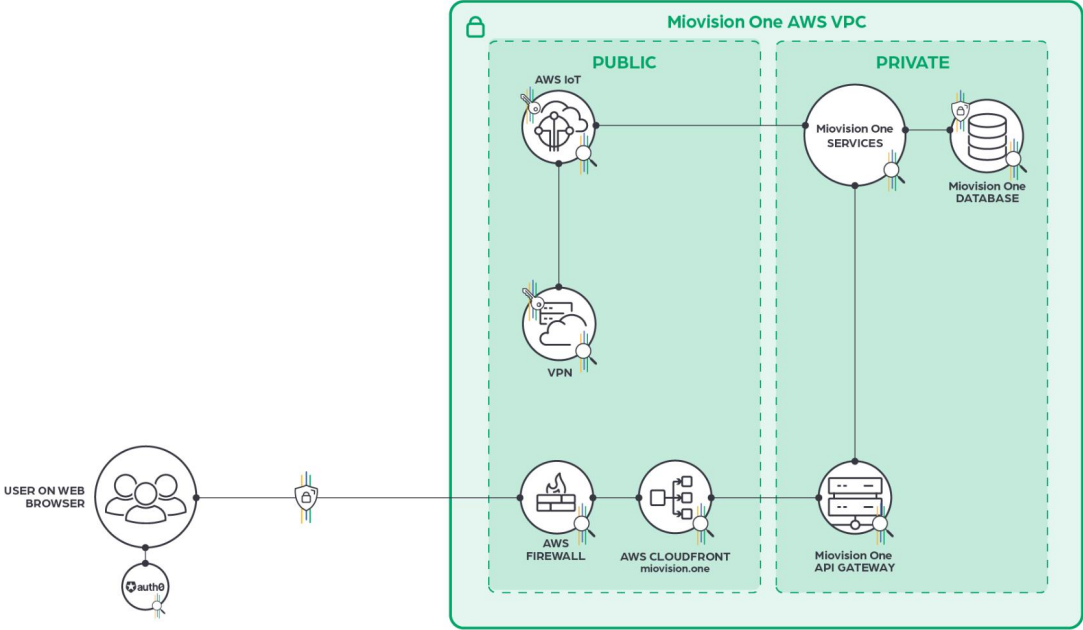 Miovision One AWS VPC
PUBLIC
PRIVATE
AWS IoT
Miovision One
SERVICES
Miovision One
DATABASE
VPN
USER ON WEB
BROWSER
AWS
FIREWALL
AWS CLOUDFRONT
miovision.one
Miovision One
API GATEWAY
auth0